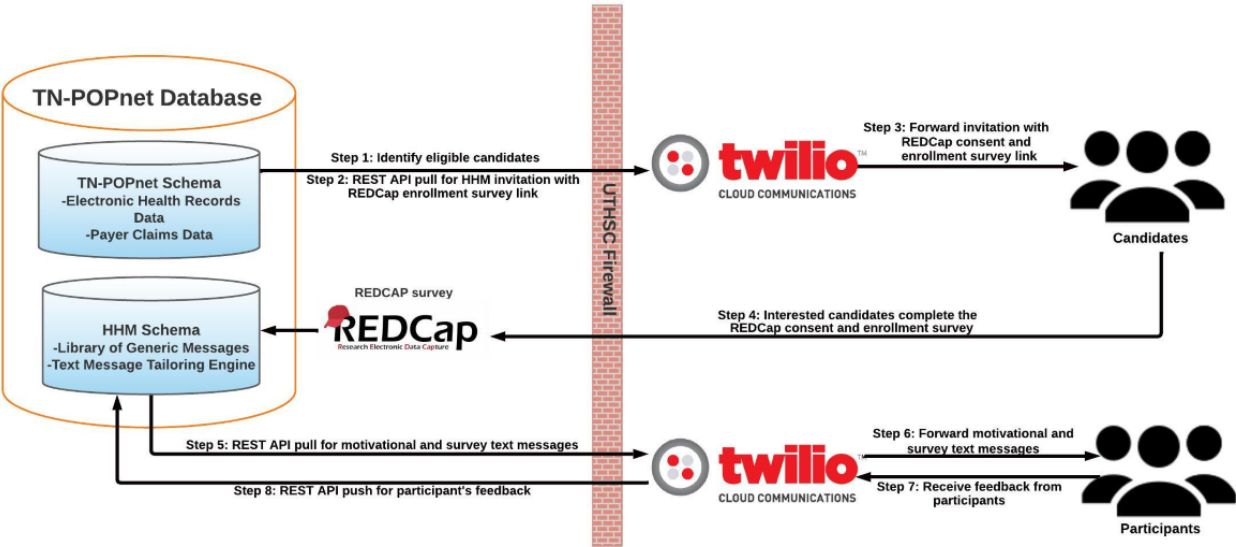 TN-POPnet Database
TN-POPnet Schema
-Electronic Health Records
Data
-Payer Claims Data
HHM Schema
-Library of Generic Messages
-Text Message Tailoring Engine
Step 1: Identify eligible candidates
Step 2: REST API pull for HHM invitation with
REDCap enrollment survey link
UTHSC Firewall
twilio™
CLOUD COMMUNICATIONS
Step 3: Forward invitation with
REDCap consent and
enrollment survey link
Candidates
REDCAP survey
REDCap
Research Electronic Data Capture
Step 4: Interested candidates complete the
REDCap consent and enrollment survey
Step 5: REST API pull for motivational and survey text messages
Step 8: REST API push for participant's feedback
twilio™
CLOUD COMMUNICATIONS
Step 6: Forward motivational and
survey text messages
Step 7: Receive feedback from
participants
Participants